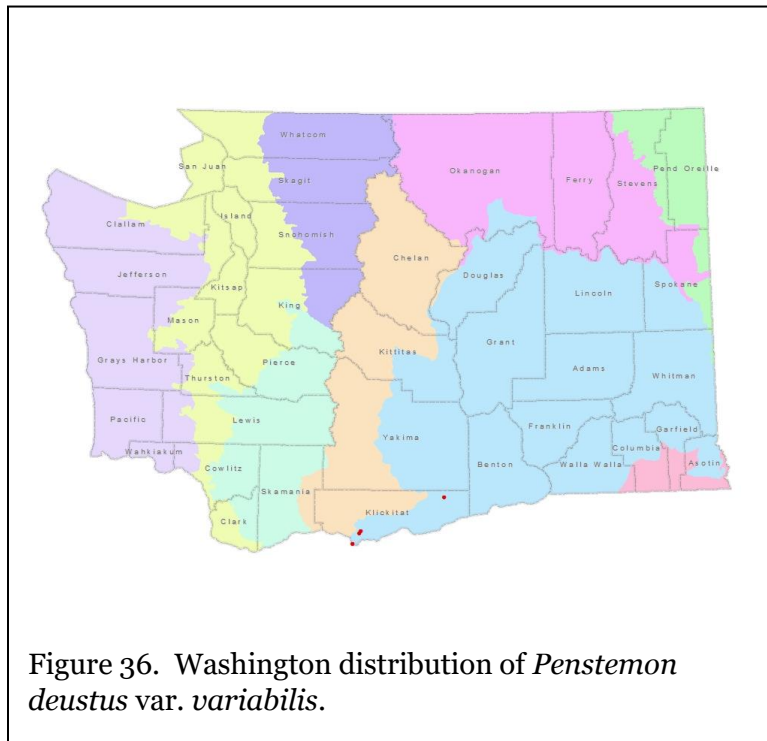 Whatcom
San Juan
Okanogan
Pend Oreille
Ferry
Stevens
Skagit
Island
Clallam
Snohomish
Chelan
Jefferson
Douglas
Kitsap
Lincoln
Spokane
King
Mason
Grant
Kittitas
Grays Harbor
Pierce
Adams
Whitman
Thurston
Pacific
Lewis
Yakima
Franklin
Garfield
Columbia
Wahkiakum
Cowlitz
Benton
Walla Walla
Asotin
Skamania
Klickitat
Clark
Figure 36. Washington distribution of Penstemon
deustus var. variabilis.